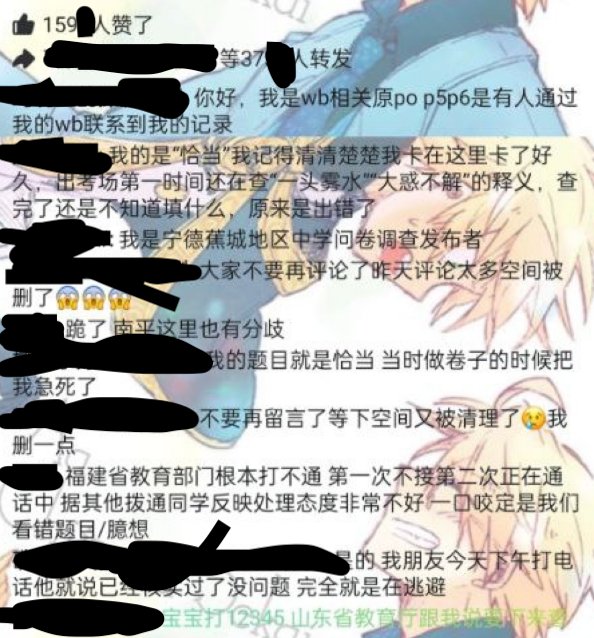 159 人赞了
等37 人转发
你好，我是wb相关原po p5p6是有人通过
我的wb联系到我的记录
我的是“恰当”我记得清清楚楚我卡在这里卡了好
久，出考场第一时间还在查“一头雾水”“大惑不解”的释义，查
完了还是不知道填什么，原来是出错了
: 我是宁德蕉城地区中学问卷调查发布者
大家不要再评论了昨天评论太多空间被
删了😱😱😱
跪了 南平这里也有分歧
我的题目就是恰当 当时做卷子的时候把
我急死了
不要再留言了等下空间又被清理了😢我
删一点
福建省教育部门根本打不通 第一次不接第二次正在通
话中 据其他拨通同学反映处理态度非常不好 一口咬定是我们
看错题目/臆想
是的 我朋友今天下午打电
话他就说已经核实过了没问题 完全就是在逃避
宝宝打12345 山东省教育厅跟我说要下来